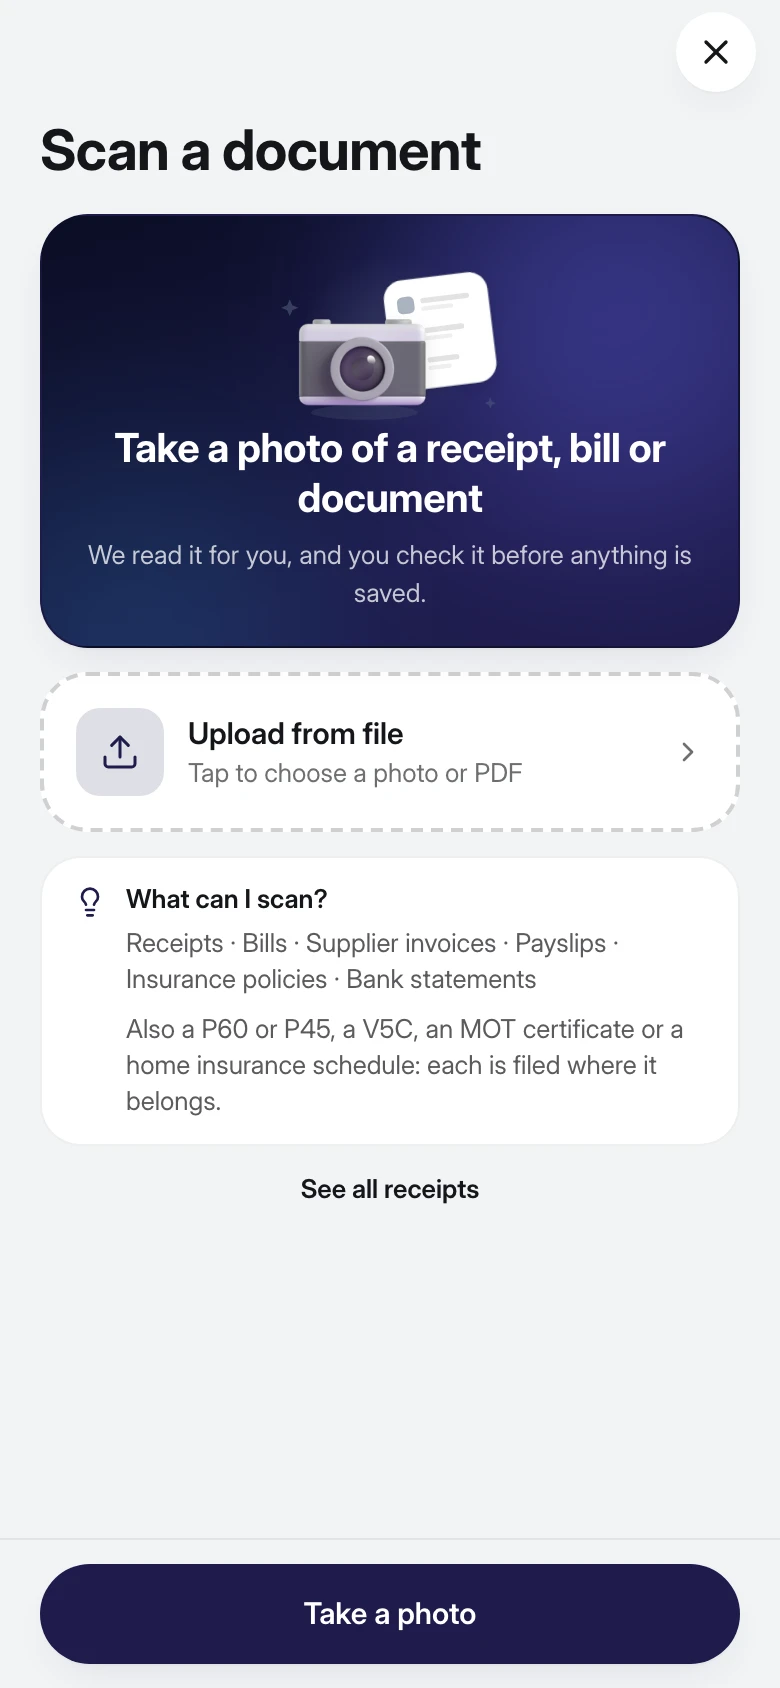 Scan a document
Take a photo of a receipt, bill or
document
We read it for you, and you check it before anything is
saved.
Upload from file
Tap to choose a photo or PDF
What can I scan?
Receipts · Bills · Supplier invoices · Payslips ·
Insurance policies · Bank statements
Also a P60 or P45, a V5C, an MOT certificate or a
home insurance schedule: each is filed where it
belongs.
See all receipts
Take a photo